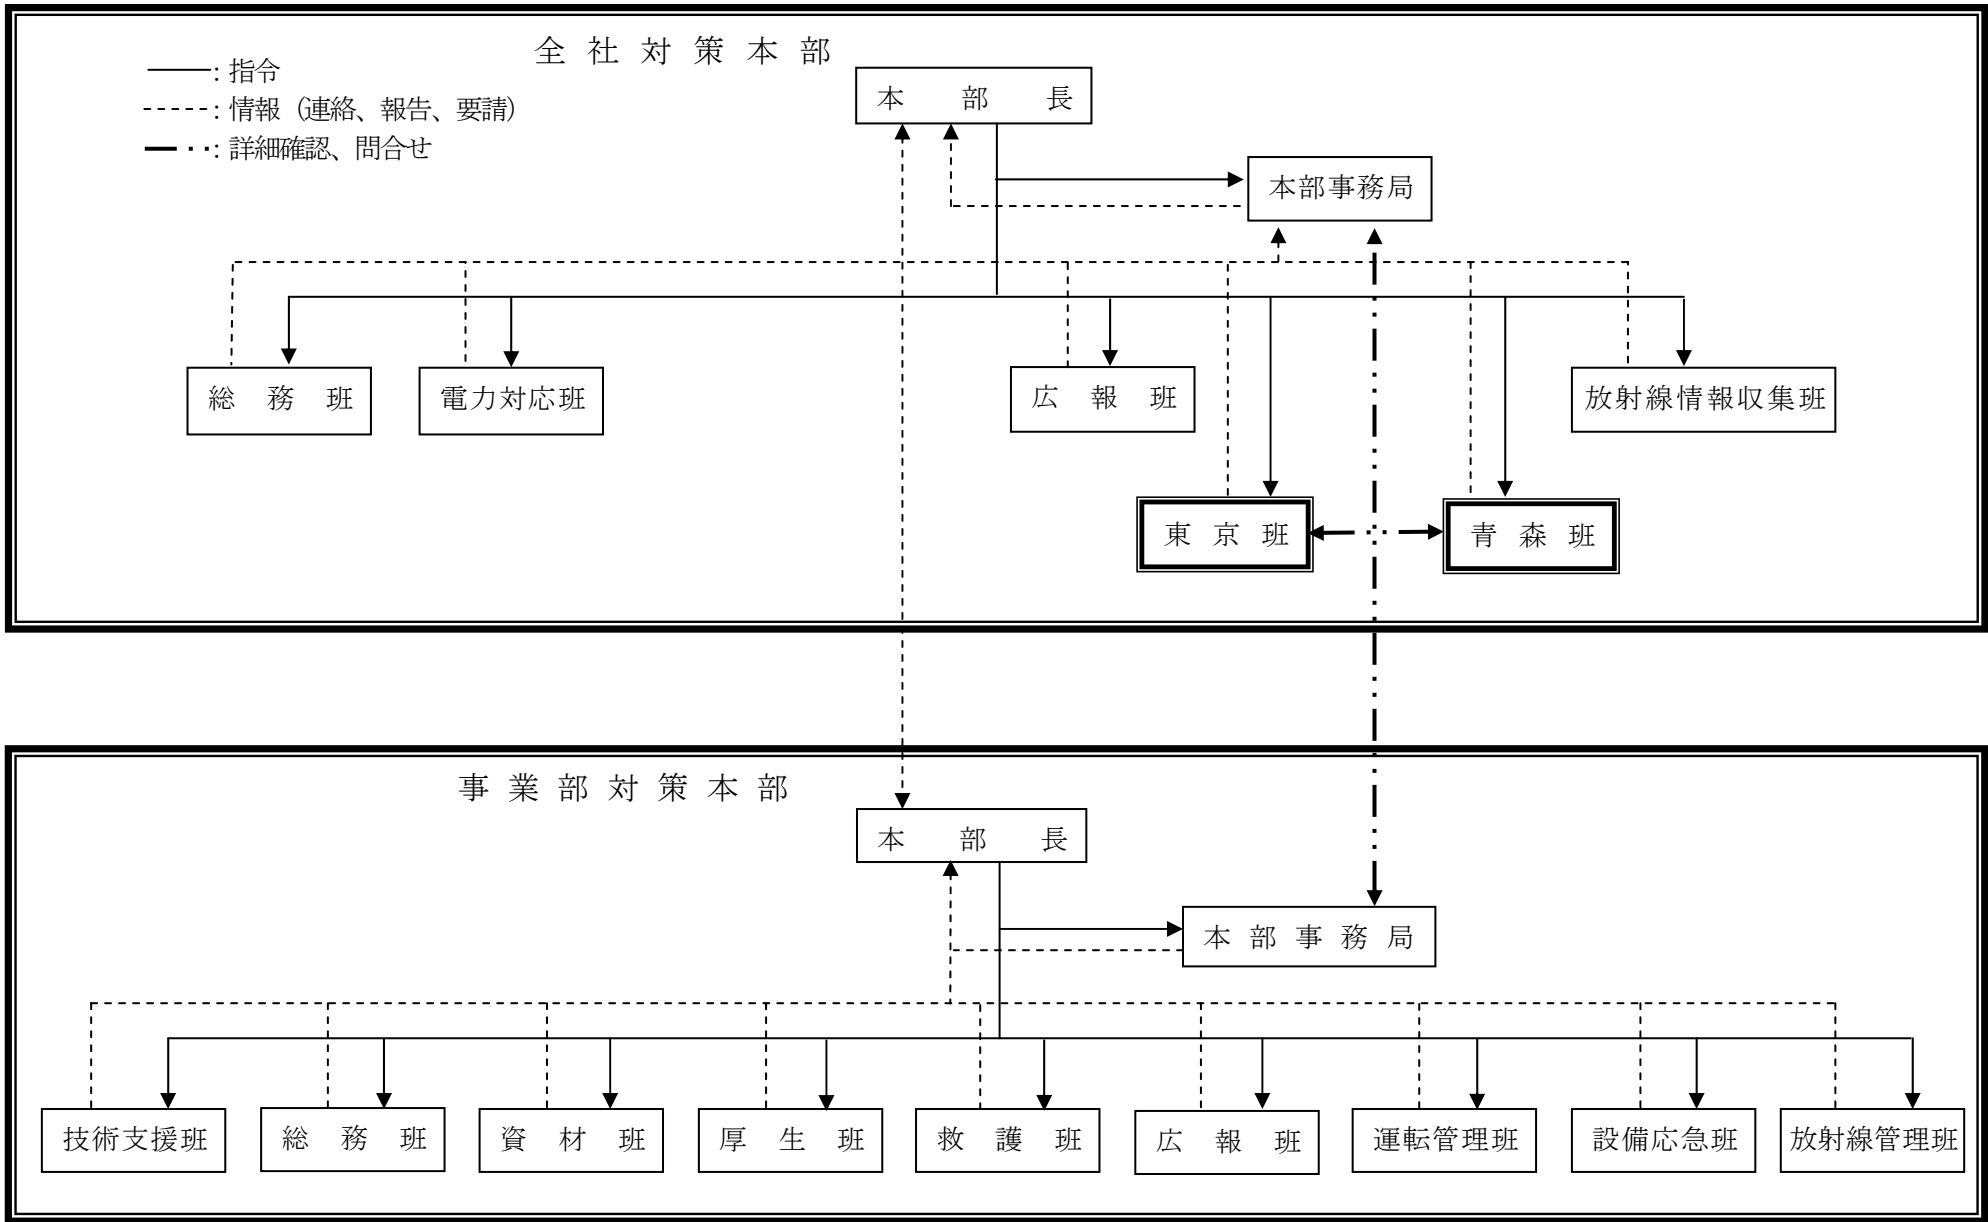 全社対策本部
：指令
：情報（連絡、報告、要請）
：詳細確認、問合せ
本部長
本部事務局
総務班
電力対応班
広報班
放射線情報収集班
東京班
青森班
事業部対策本部
本部長
本部事務局
技術支援班
総務班
資材班
厚生班
救護班
広報班
運転管理班
設備応急班
放射線管理班